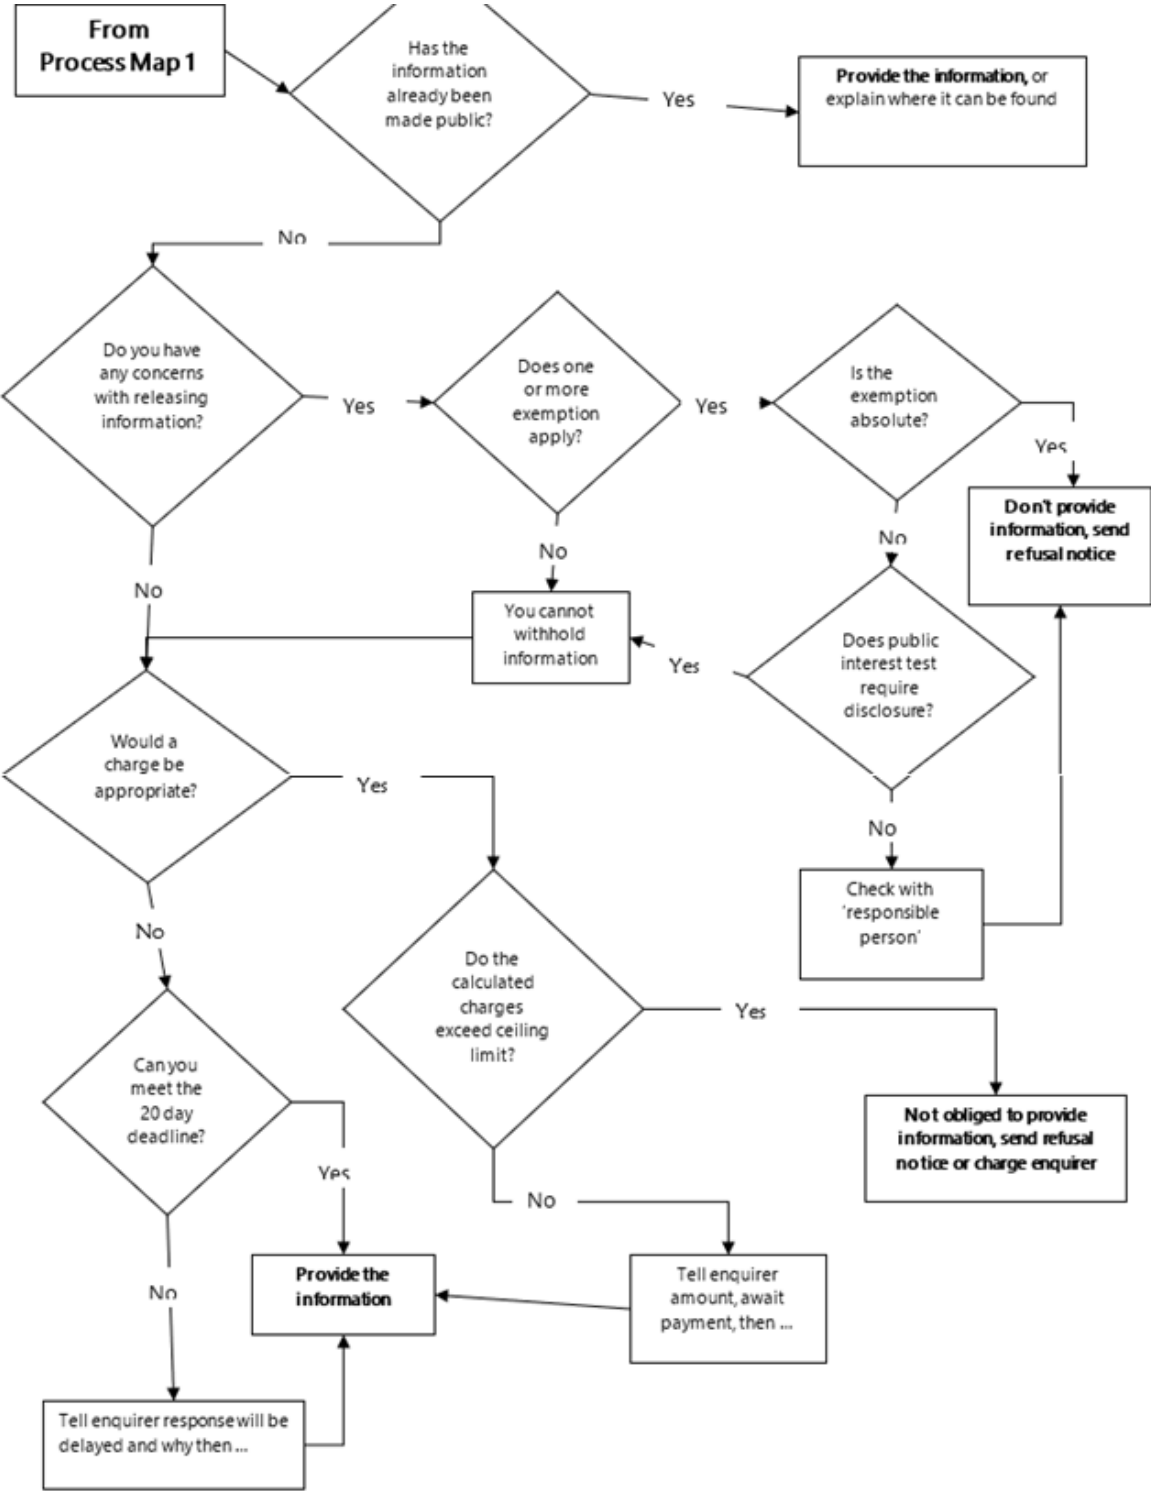 From
Process Map 1
Has the
information
already been
made public?
Yes
Provide the information, or
explain where it can be found
No
Do you have
any concerns
with releasing
information?
Yes
Does one
or more
exemption
apply?
Yes
Is the
exemption
absolute?
Yes
Don't provide
information, send
refusal notice
No
No
No
You cannot
withhold
information
Yes
Does public
interest test
require
disclosure?
Would a
charge be
appropriate?
Yes
No
Check with
'responsible
person'
No
Do the
calculated
charges
exceed ceiling
limit?
Yes
Can you
meet the
20 day
deadline?
Yes
Not obliged to provide
information, send refusal
notice or charge enquirer
No
No
Provide the
information
Tell enquirer
amount, await
payment, then ...
Tell enquirer response will be
delayed and why then ...